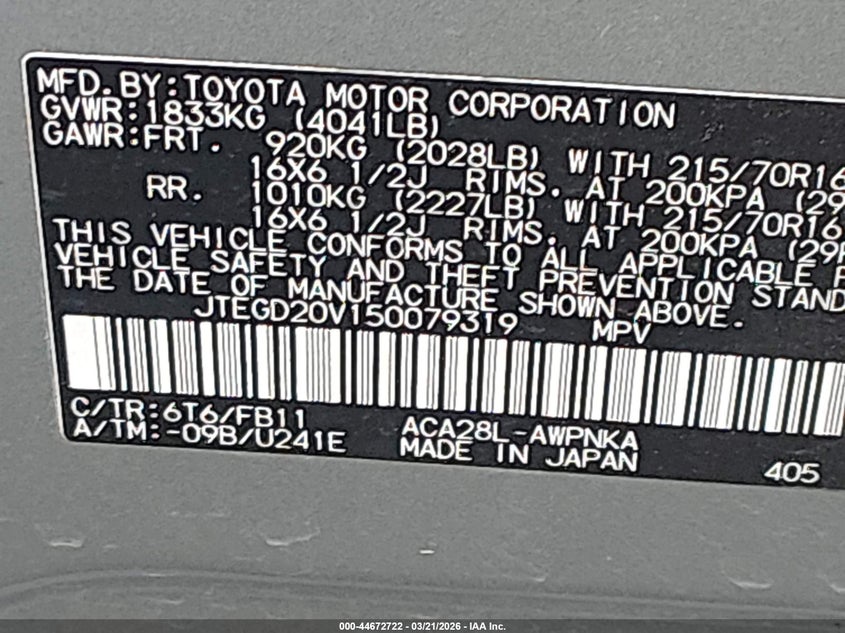 MFD.BY:TOYOTA MOTOR CORPORATION
GVWR:1833KG (4041LB)
GAWR:FRT. 920KG (2028LB) WITH 215/70R16
16X6 1/2J RIMS. AT 200KPA (29
RR. 1010KG (2227LB) WITH 215/70R16
16X6 1/2J RIMS. AT 200KPA (29
THIS VEHICLE CONFORMS TO ALL APPLICABLE
VEHICLE SAFETY AND THEFT PREVENTION STAND
THE DATE OF MANUFACTURE SHOWN ABOVE.
JTEGD20V150079319 MPV
C/TR:6T6/FB11 ACA28L-AWPNKA
A/TM:-09B/U241E MADE IN JAPAN 405
000-44672722 - 03/21/2026 - IAA Inc.